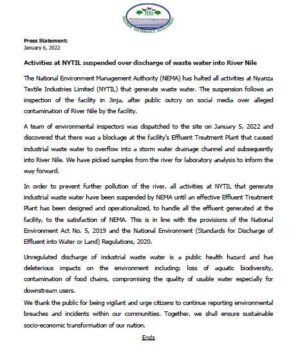 Press Statement:
January 6, 2022
Activities at NYTIL suspended over discharge of waste water into River Nile
The National Environment Management Authority (NEMA) has halted all activities at Nyanza
Textile Industries Limited (NYTIL) that generate waste water. The suspension follows an
inspection of the facility in Jinja, after public outcry on social media over alleged
contamination of River Nile by the facility.
A team of environmental inspectors was dispatched to the site on January 5, 2022 and
discovered that there was a blockage at the facility's Effluent Treatment Plant that caused
industrial waste water to overflow into a storm water drainage channel and subsequently
into River Nile. We have picked samples from the river for laboratory analysis to inform the
way forward.
In order to prevent further pollution of the river, all activities at NYTIL that generate
industrial waste water have been suspended by NEMA until an effective Effluent Treatment
Plant has been designed and operationalized, to handle all the effluent generated at the
facility, to the satisfaction of NEMA. This is in line with the provisions of the National
Environment Act No. 5, 2019 and the National Environment (Standards for Discharge of
Effluent into Water or Land) Regulations, 2020.
Unregulated discharge of industrial waste water is a public health hazard and has
deleterious impacts on the environment including: loss of aquatic biodiversity,
contamination of food chains, compromising the quality of usable water especially for
downstream users.
We thank the public for being vigilant and urge citizens to continue reporting environmental
breaches and incidents within our communities. Together, we shall ensure sustainable
socio-economic transformation of our nation.
Ends